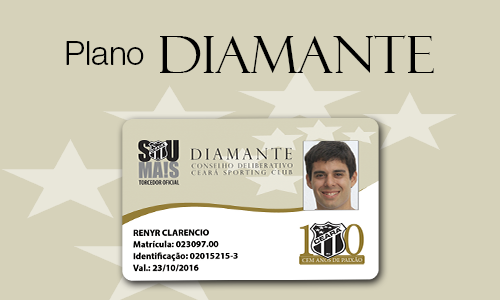 Plano DIAMANTE
SOU
MAIS
TORCEDOR OFICIAL
DIAMANTE
CONSELHO DELIBERATIVO
CEARÁ SPORTING CLUB
RENYR CLARENCIO
Matrícula: 023097.00
Identificação: 02015215-3
Val.: 23/10/2016
100
CEARÁ
CEM ANOS DE PAIXÃO